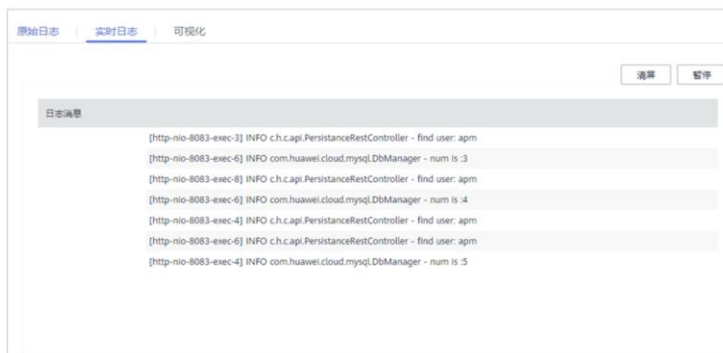 原始日志 实时日志 可视化
清屏 暂停
日志消息
[http-nio-8083-exec-3] INFO c.h.c.api.PersistanceRestController - find user: apm
[http-nio-8083-exec-6] INFO com.huawei.cloud.mysql.DbManager - num is :3
[http-nio-8083-exec-8] INFO c.h.c.api.PersistanceRestController - find user: apm
[http-nio-8083-exec-6] INFO com.huawei.cloud.mysql.DbManager - num is :4
[http-nio-8083-exec-4] INFO c.h.c.api.PersistanceRestController - find user: apm
[http-nio-8083-exec-6] INFO c.h.c.api.PersistanceRestController - find user: apm
[http-nio-8083-exec-4] INFO com.huawei.cloud.mysql.DbManager - num is :5